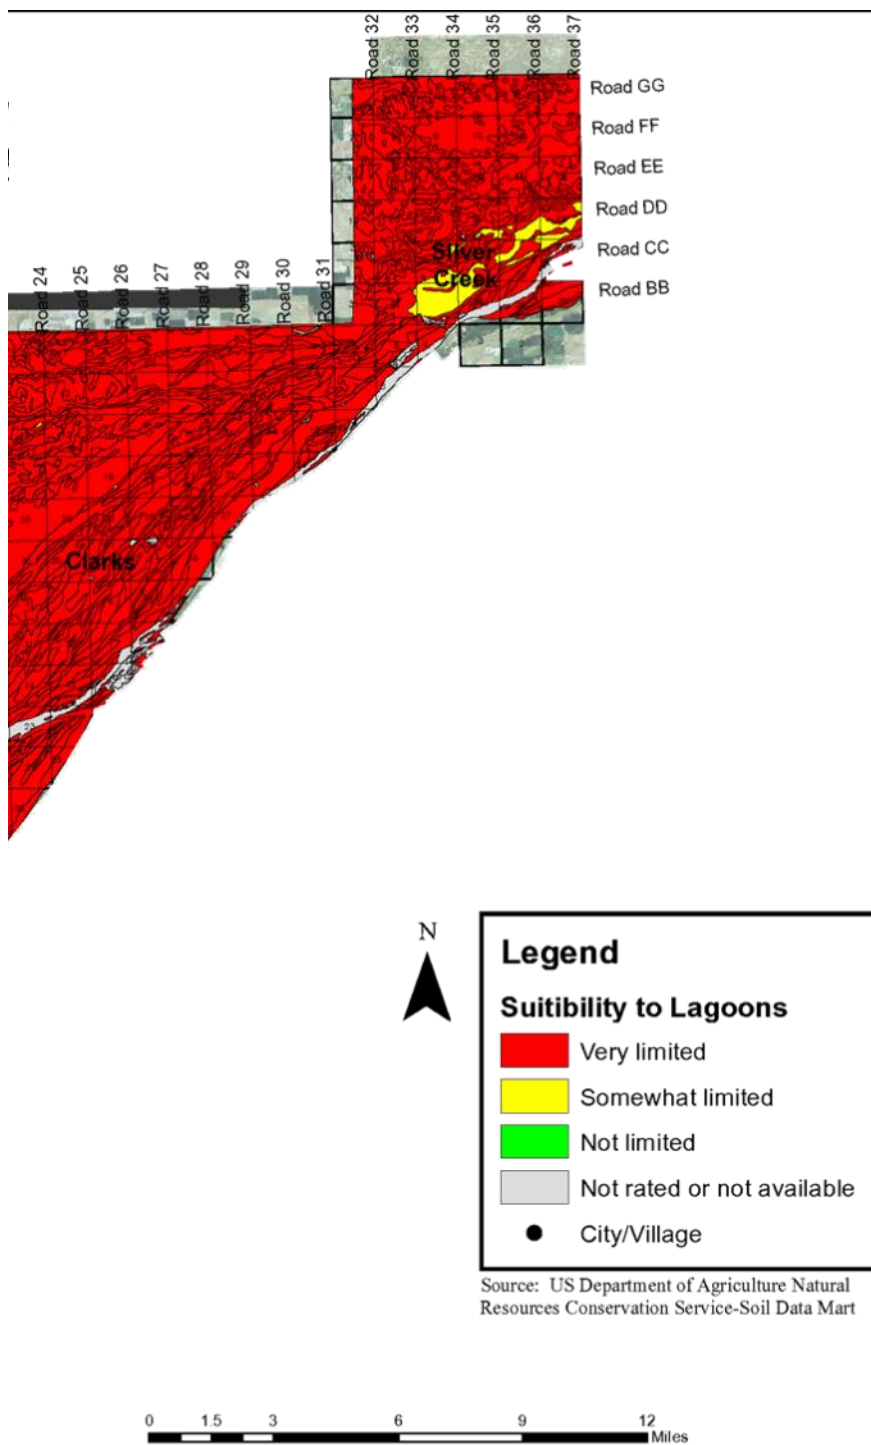 Road 32
Road 33
Road 34
Road 35
Road 36
Road 37
Road GG
Road FF
Road EE
Road DD
Road CC
Road BB
Silver
Creek
Road 24
Road 25
Road 26
Road 27
Road 28
Road 29
Road 30
Road 31
Clarks
N
Legend
Suitibility to Lagoons
Very limited
Somewhat limited
Not limited
Not rated or not available
City/Village
Source: US Department of Agriculture Natural
Resources Conservation Service-Soil Data Mart
0 1.5 3 6 9 12
Miles